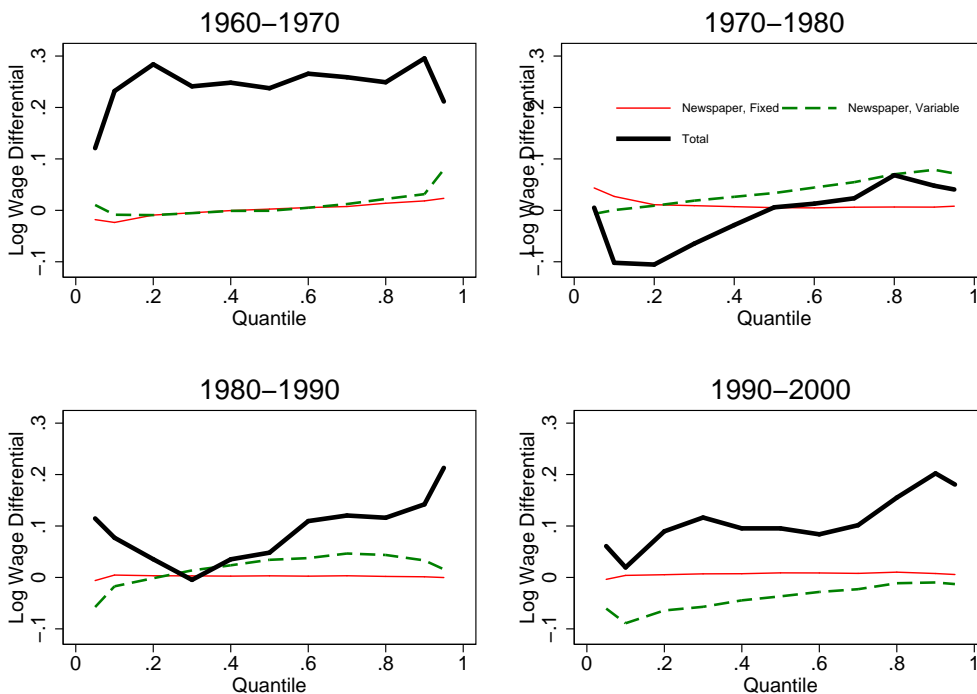 1960−1970
Log Wage Differential
−.1 0 .1 .2 .3
0 .2 .4 .6 .8 1
Quantile
1970−1980
Log Wage Differential
−.1 0 .1 .2 .3
Newspaper, Fixed Newspaper, Variable
Total
0 .2 .4 .6 .8 1
Quantile
1980−1990
Log Wage Differential
−.1 0 .1 .2 .3
0 .2 .4 .6 .8 1
Quantile
1990−2000
Log Wage Differential
−.1 0 .1 .2 .3
0 .2 .4 .6 .8 1
Quantile